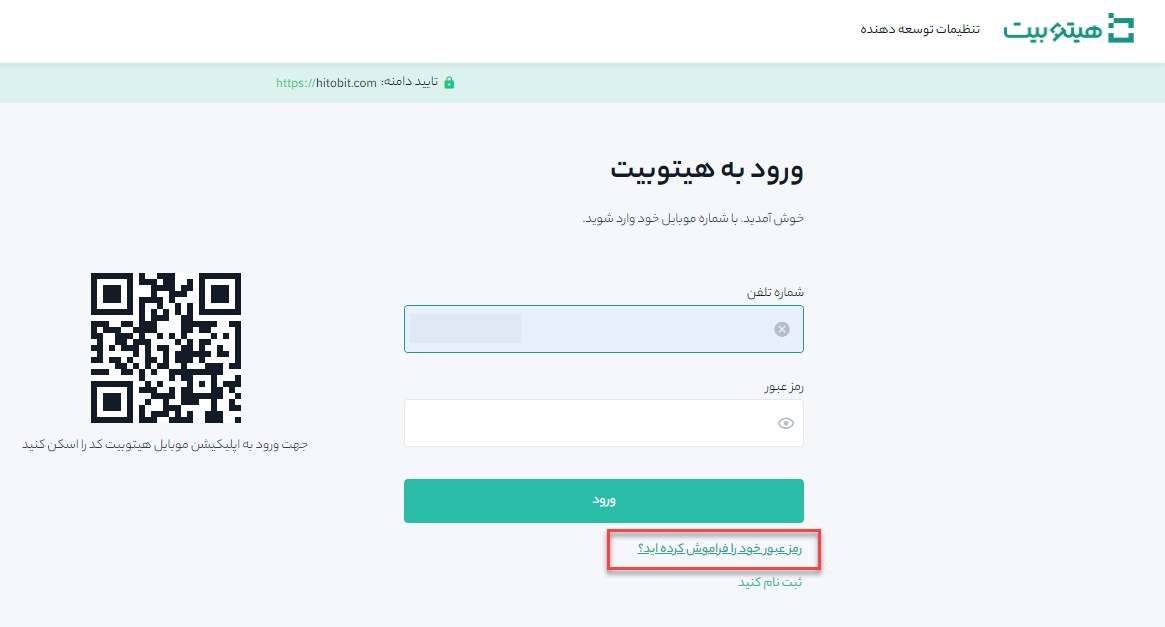 هیتوبیت
تنظیمات توسعه دهنده
تایید دامنه: https://hitobit.com
ورود به هیتوبیت
خوش آمدید. با شماره موبایل خود وارد شوید.
شماره تلفن
رمز عبور
ورود
رمز عبور خود را فراموش کرده اید؟
ثبت نام کنید
جهت ورود به اپلیکیشن موبایل هیتوبیت کد را اسکن کنید